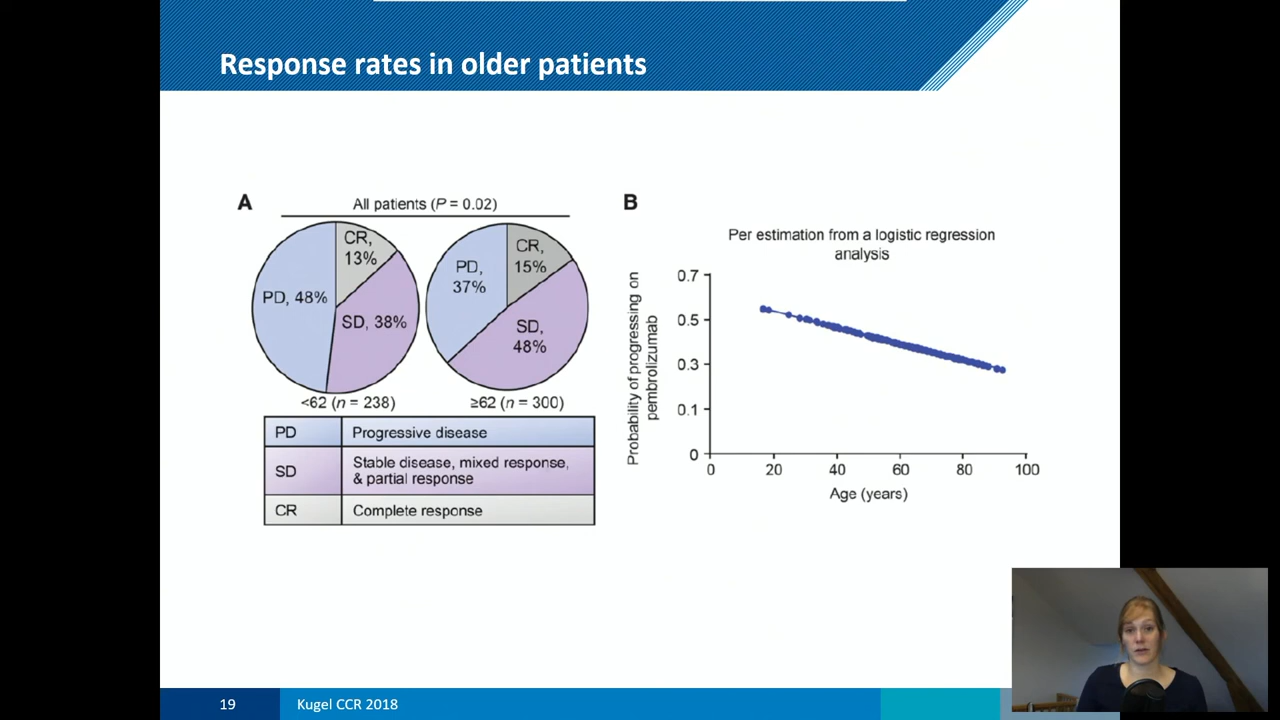 Response rates in older patients
A
All patients (P = 0.02)
CR,
13%
PD, 48%
SD, 38%
CR,
15%
PD,
37%
SD,
48%
<62 (n = 238)
≥62 (n = 300)
PD Progressive disease
SD Stable disease, mixed response,
& partial response
CR Complete response
B
Per estimation from a logistic regression
analysis
Probability of progressing on
pembrolizumab
0.7
0.5
0.3
0.1
0
0 20 40 60 80 100
Age (years)
19 Kugel CCR 2018